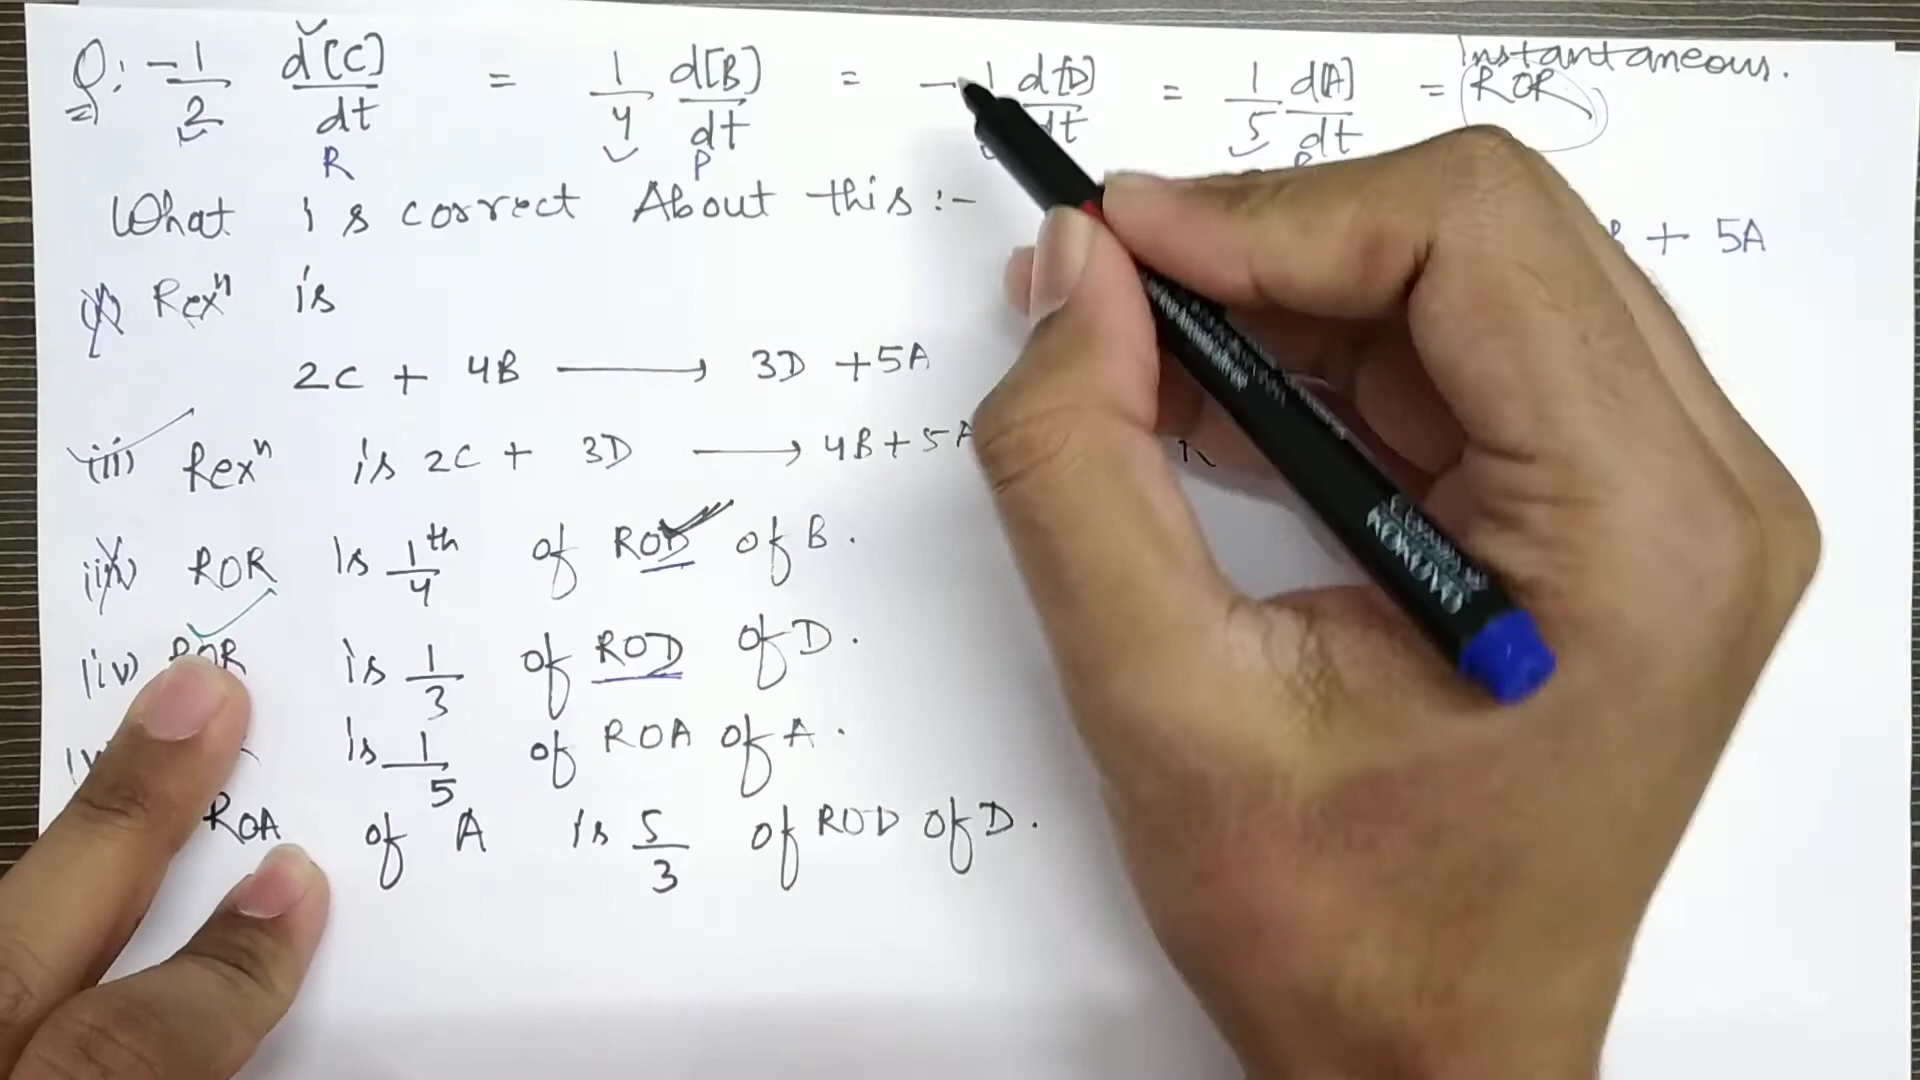 Instantaneous.
Q: -1/2 d[C]/dt = 1/4 d[B]/dt = -1 d[D]/dt = 1/5 d[A]/dt = ROR
R P
What is correct About this :-
+ 5A
(i) Rexⁿ is
2C + 4B ⟶ 3D + 5A
(ii) Rexⁿ is 2C + 3D ⟶ 4B + 5A
ROR is 1/4 th of ROD of B.
(iv) ROR is 1/3 of ROD of D.
is 1/5 of ROA of A.
ROA of A is 5/3 of ROD of D.